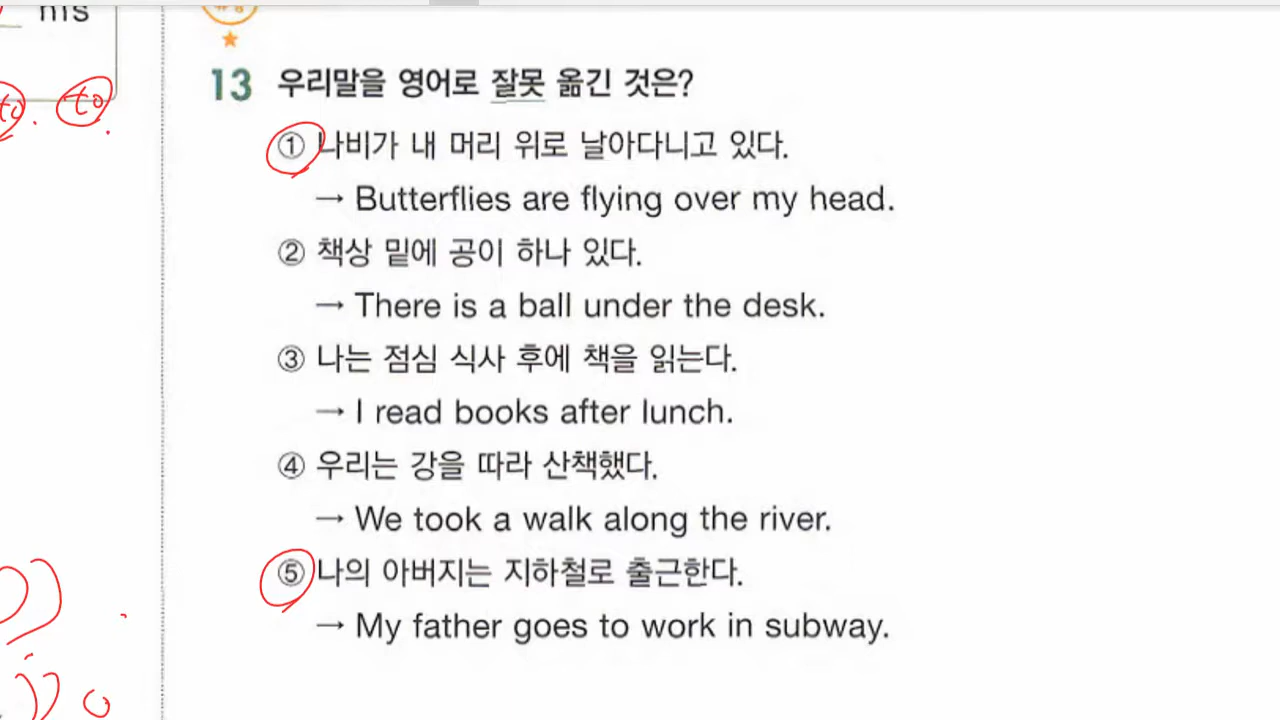 his
to. to.
13 우리말을 영어로 잘못 옮긴 것은?
① 나비가 내 머리 위로 날아다니고 있다.
→ Butterflies are flying over my head.
② 책상 밑에 공이 하나 있다.
→ There is a ball under the desk.
③ 나는 점심 식사 후에 책을 읽는다.
→ I read books after lunch.
④ 우리는 강을 따라 산책했다.
→ We took a walk along the river.
⑤ 나의 아버지는 지하철로 출근한다.
→ My father goes to work in subway.